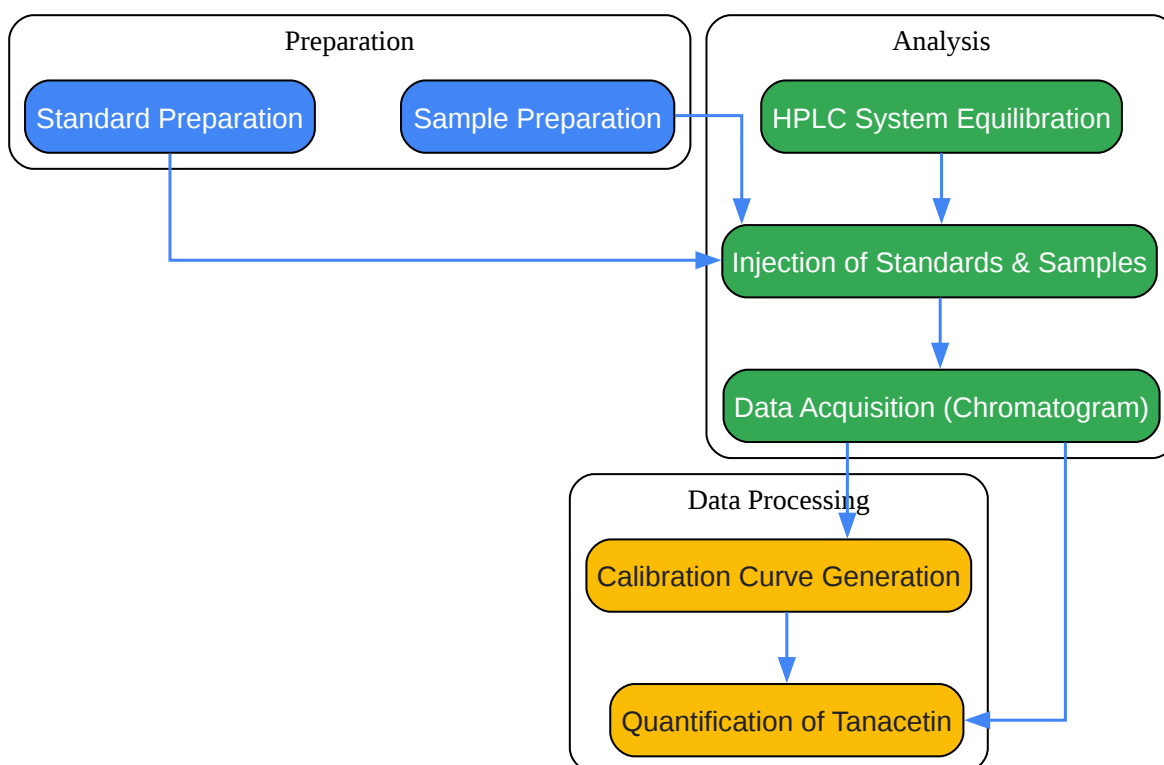 Preparation
Standard Preparation
Sample Preparation
Analysis
HPLC System Equilibration
Injection of Standards & Samples
Data Acquisition (Chromatogram)
Data Processing
Calibration Curve Generation
Quantification of Tanacetin